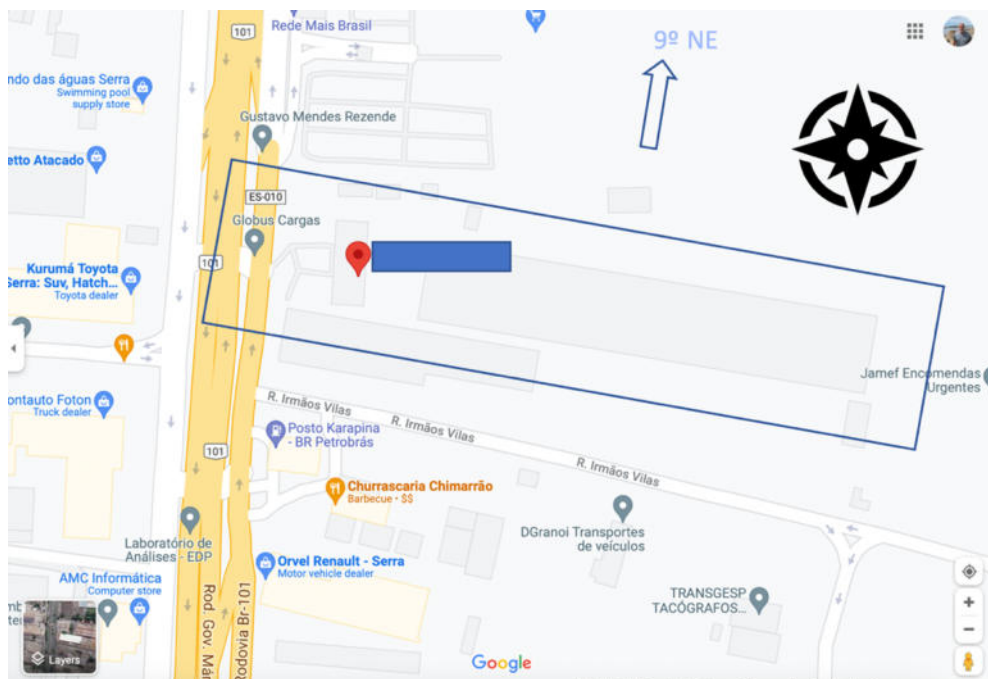 101
Rede Mais Brasil
9º NE
ndo das águas Serra
Swimming pool
supply store
Gustavo Mendes Rezende
etto Atacado
ES-010
Globus Cargas
101
Kurumá Toyota
Serra: Suv, Hatch...
Toyota dealer
Jamef Encomendas
Urgentes
ontauto Foton
Truck dealer
R. Irmãos Vilas
R. Irmãos Vilas
Posto Karapina
- BR Petrobrás
101
R. Irmãos Vilas
Churrascaria Chimarrão
Barbecue • $$
DGranoi Transportes
de veículos
Laboratório de
Análises - EDP
Orvel Renault - Serra
Motor vehicle dealer
AMC Informática
Computer store
TRANSGESP
TACÓGRAFOS...
Rod. Gov. Már
Rodovia Br-101
Layers
Google